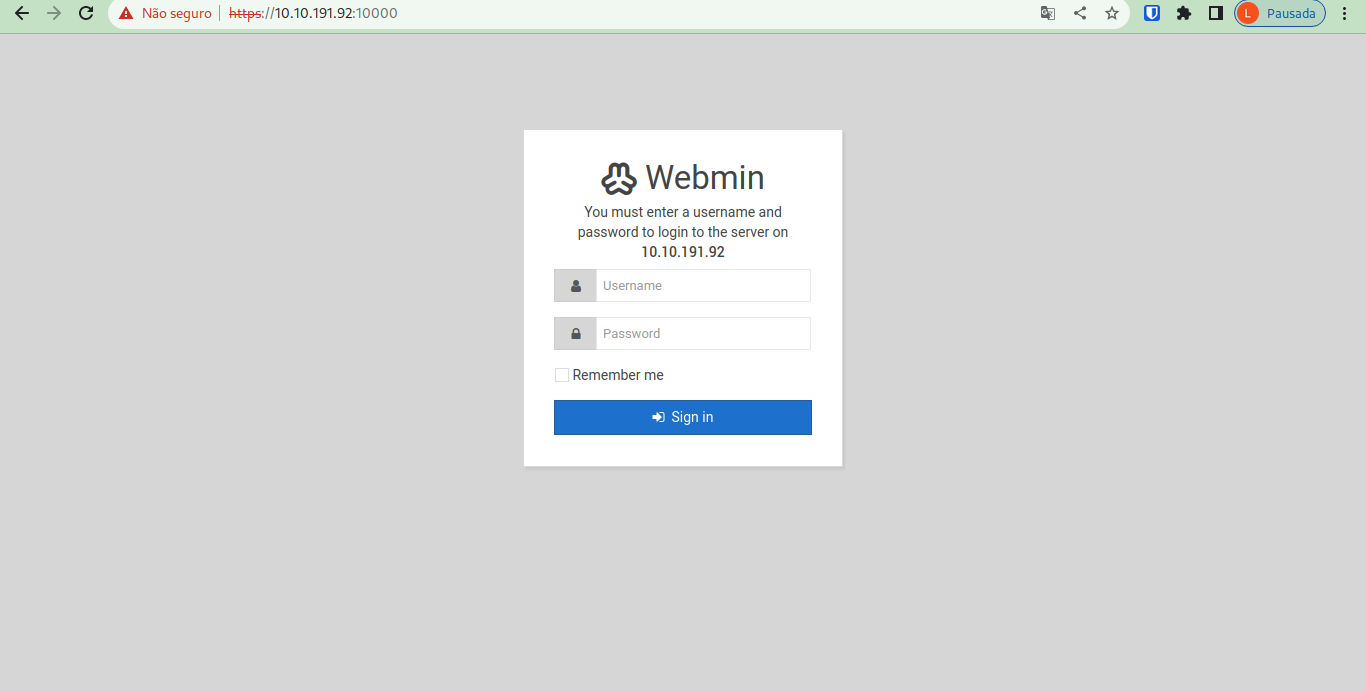 Não seguro https://10.10.191.92:10000 L Pausada
Webmin
You must enter a username and
password to login to the server on
10.10.191.92
Username
Password
Remember me
Sign in